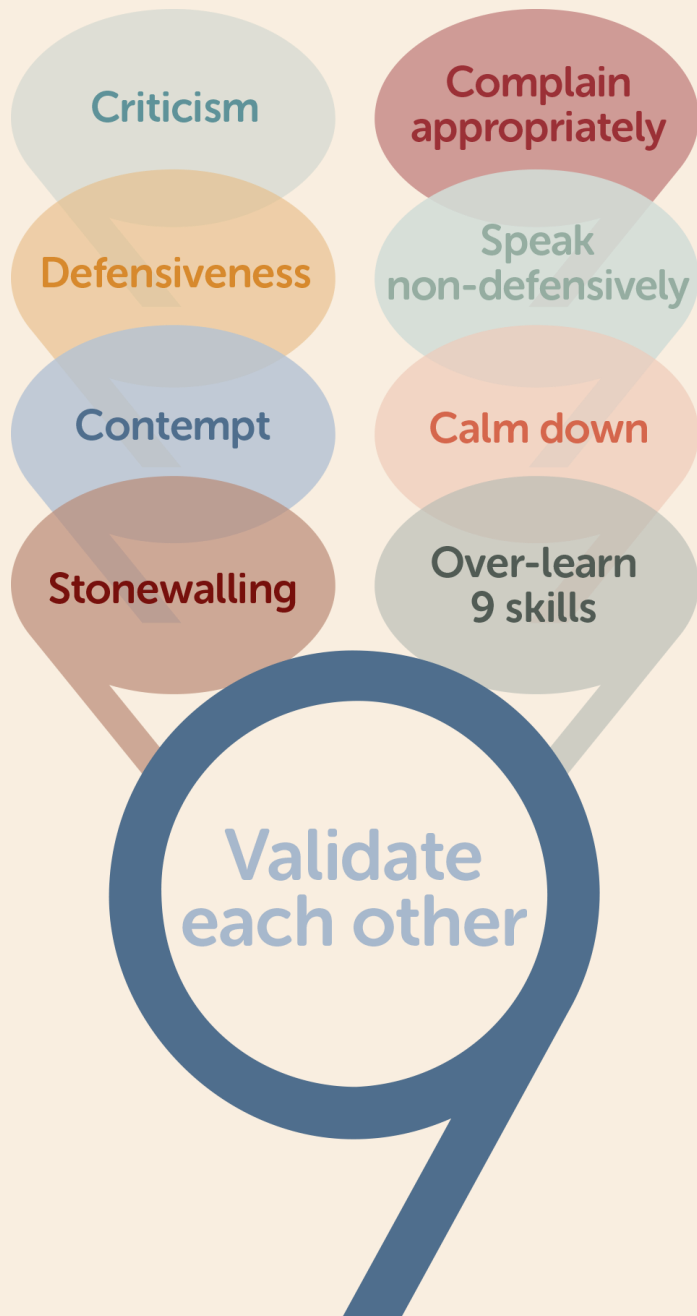 Criticism
Defensiveness
Contempt
Stonewalling
Complain
appropriately
Speak
non-defensively
Calm down
Over-learn
9 skills
Validate
each other